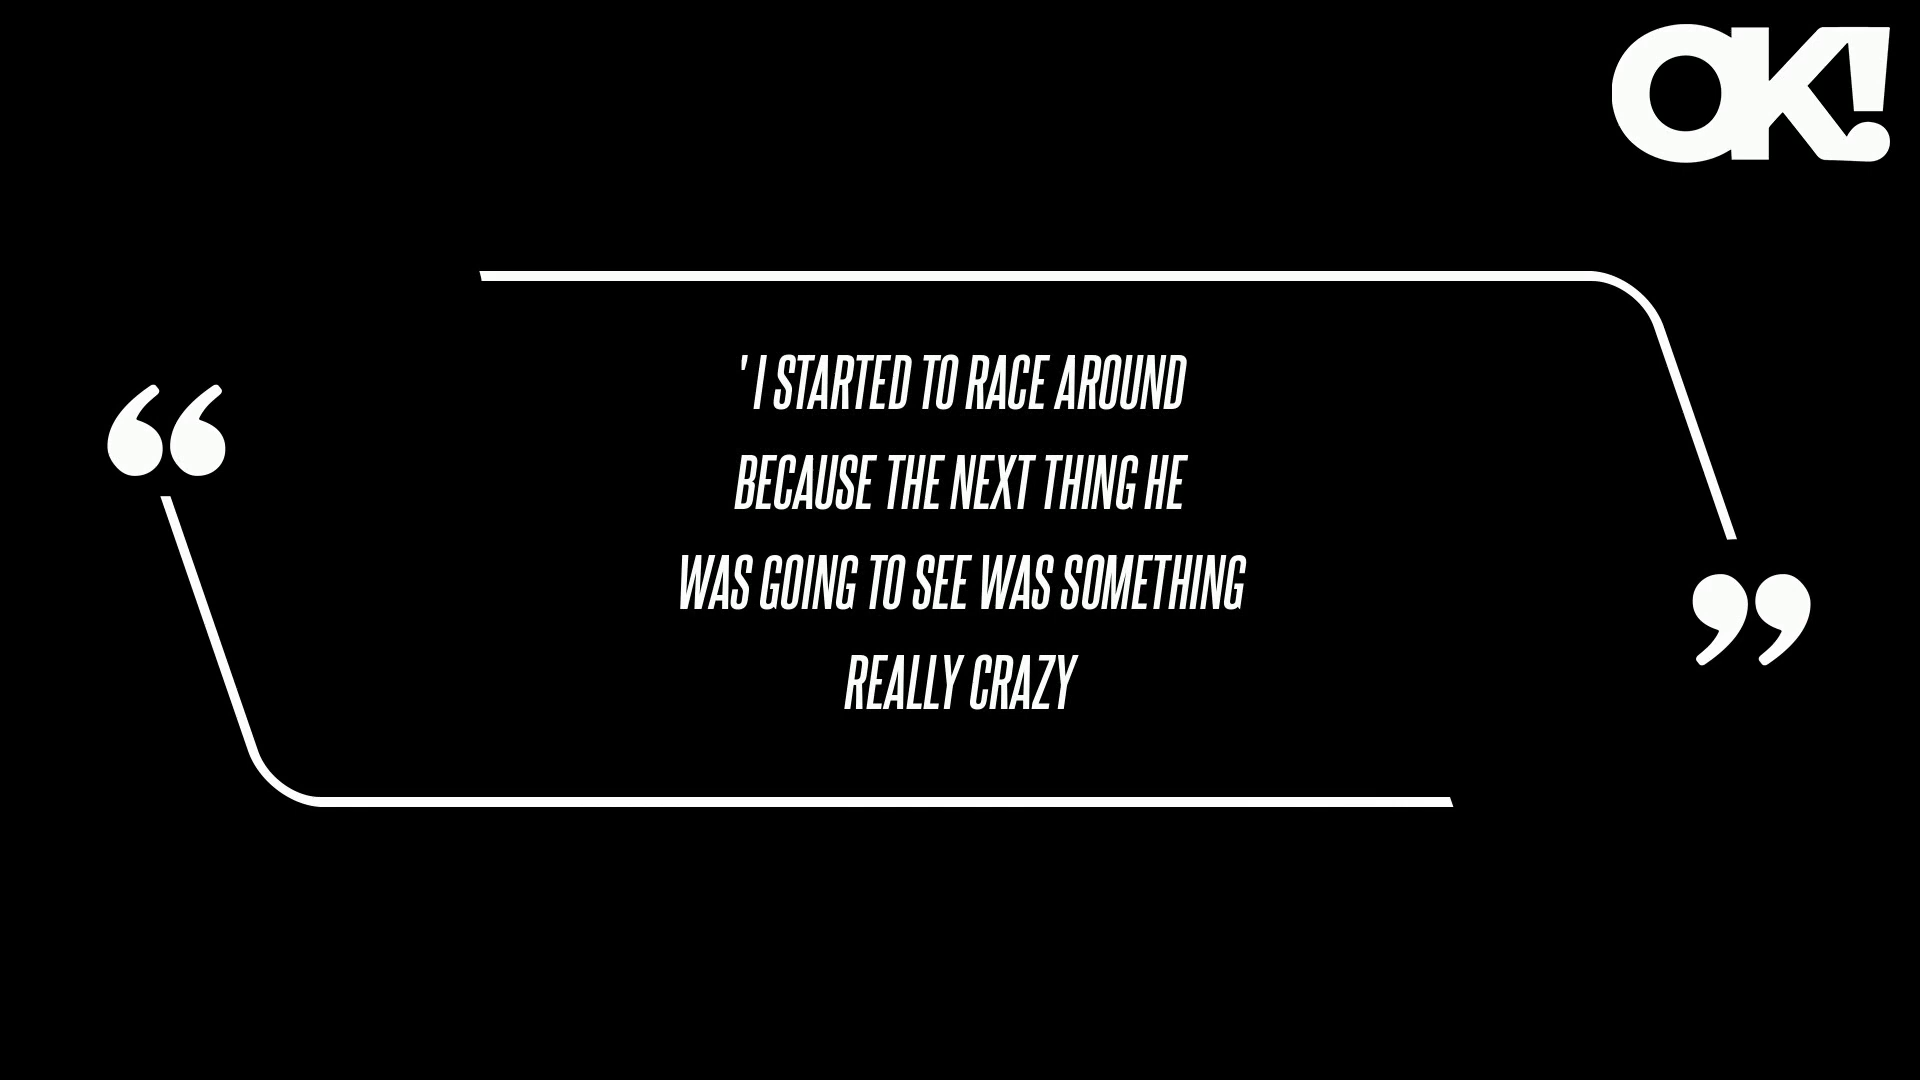 OK!
“
' I STARTED TO RACE AROUND
BECAUSE THE NEXT THING HE
WAS GOING TO SEE WAS SOMETHING
REALLY CRAZY
”